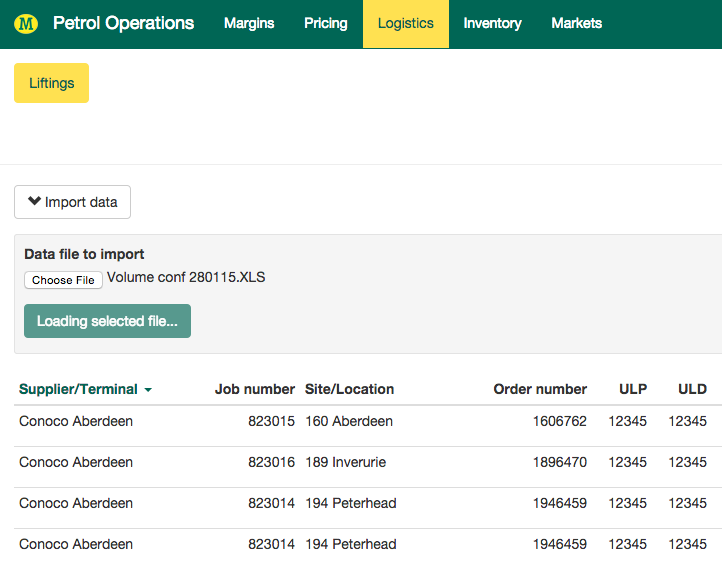 M Petrol Operations Margins Pricing Logistics Inventory Markets
Liftings
Import data
Data file to import
Choose File Volume conf 280115.XLS
Loading selected file...
Supplier/Terminal Job number Site/Location Order number ULP ULD
Conoco Aberdeen 823015 160 Aberdeen 1606762 12345 12345
Conoco Aberdeen 823016 189 Inverurie 1896470 12345 12345
Conoco Aberdeen 823014 194 Peterhead 1946459 12345 12345
Conoco Aberdeen 823014 194 Peterhead 1946459 12345 12345